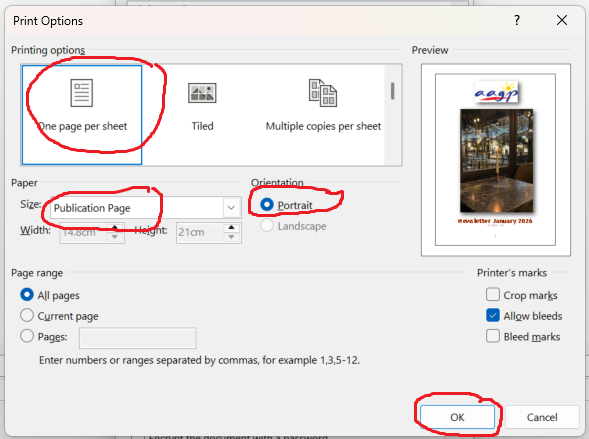 Print Options ? ×
Printing options
One page per sheet
Tiled
Multiple copies per sheet
Preview
aagp
Newsletter January 2026
Paper
Size: Publication Page
Width: 14.8cm Height: 21cm
Orientation
Portrait
Landscape
Page range
All pages
Current page
Pages:
Enter numbers or ranges separated by commas, for example 1,3,5-12.
Printer's marks
Crop marks
Allow bleeds
Bleed marks
OK Cancel
Encrypt the document with a password